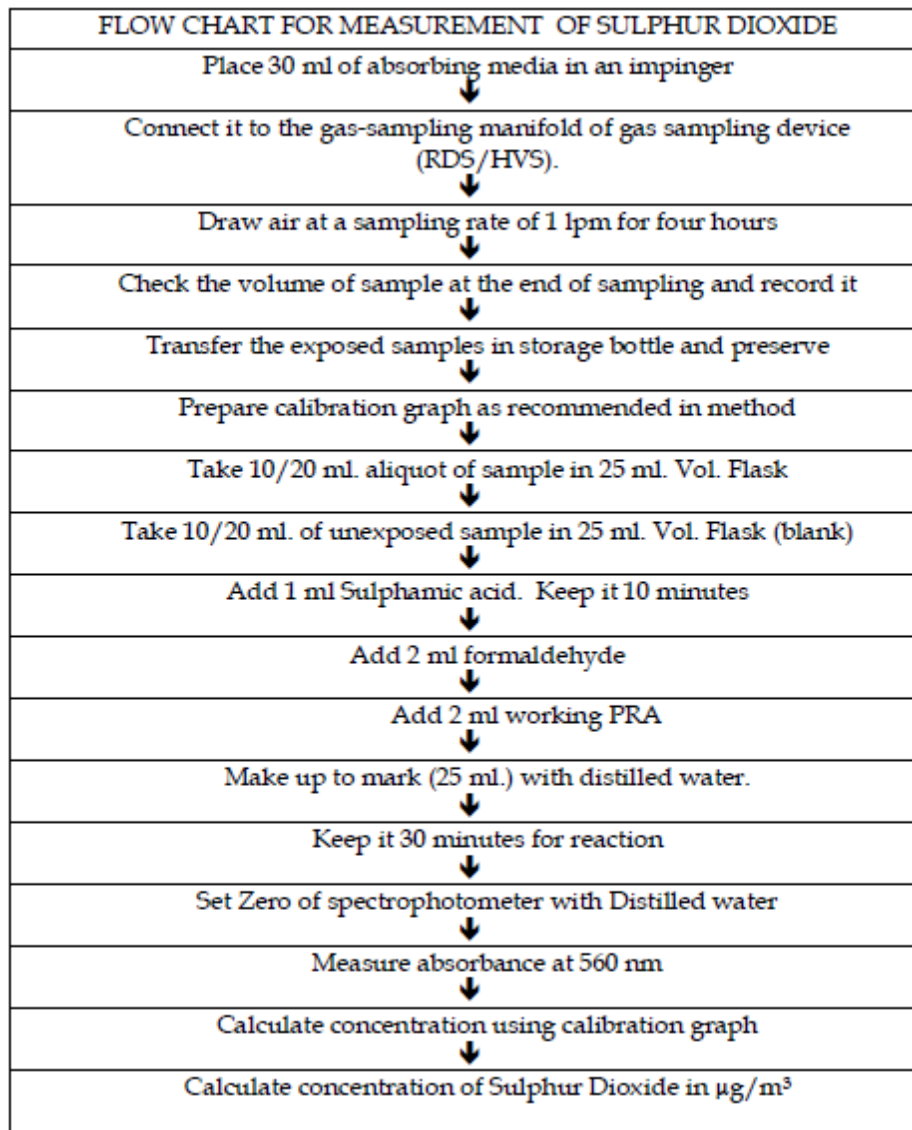 FLOW CHART FOR MEASUREMENT OF SULPHUR DIOXIDE
Place 30 ml of absorbing media in an impinger
Connect it to the gas-sampling manifold of gas sampling device
(RDS/HVS).
Draw air at a sampling rate of 1 lpm for four hours
Check the volume of sample at the end of sampling and record it
Transfer the exposed samples in storage bottle and preserve
Prepare calibration graph as recommended in method
Take 10/20 ml. aliquot of sample in 25 ml. Vol. Flask
Take 10/20 ml. of unexposed sample in 25 ml. Vol. Flask (blank)
Add 1 ml Sulphamic acid. Keep it 10 minutes
Add 2 ml formaldehyde
Add 2 ml working PRA
Make up to mark (25 ml.) with distilled water.
Keep it 30 minutes for reaction
Set Zero of spectrophotometer with Distilled water
Measure absorbance at 560 nm
Calculate concentration using calibration graph
Calculate concentration of Sulphur Dioxide in µg/m³